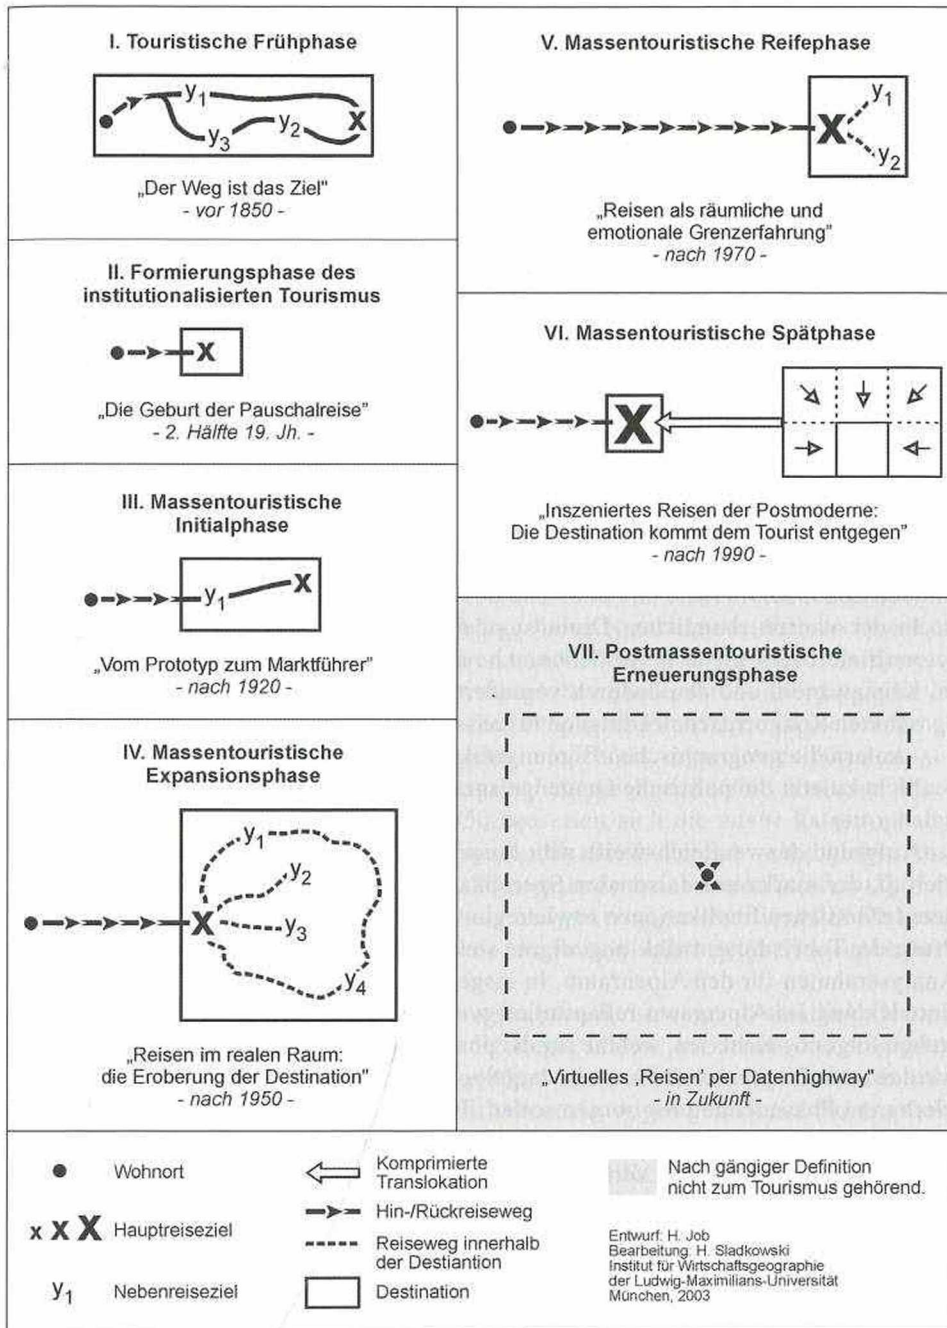 I. Touristische Frühphase
y1
y3
y2
X
„Der Weg ist das Ziel"
- vor 1850 -
II. Formierungsphase des
institutionalisierten Tourismus
X
„Die Geburt der Pauschalreise"
- 2. Hälfte 19. Jh. -
III. Massentouristische
Initialphase
y1
X
„Vom Prototyp zum Marktführer"
- nach 1920 -
IV. Massentouristische
Expansionsphase
y1
y2
X
y3
y4
„Reisen im realen Raum:
die Eroberung der Destination"
- nach 1950 -
V. Massentouristische Reifephase
y1
X
y2
„Reisen als räumliche und
emotionale Grenzerfahrung"
- nach 1970 -
VI. Massentouristische Spätphase
X
„Inszeniertes Reisen der Postmoderne:
Die Destination kommt dem Tourist entgegen"
- nach 1990 -
VII. Postmassentouristische
Erneuerungsphase
X
„Virtuelles ‚Reisen' per Datenhighway"
- in Zukunft -
Wohnort
x X X Hauptreiseziel
y1 Nebenreiseziel
Komprimierte
Translokation
Hin-/Rückreiseweg
Reiseweg innerhalb
der Destiantion
Destination
Nach gängiger Definition
nicht zum Tourismus gehörend.
Entwurf: H. Job
Bearbeitung: H. Sladkowski
Institut für Wirtschaftsgeographie
der Ludwig-Maximilians-Universität
München, 2003